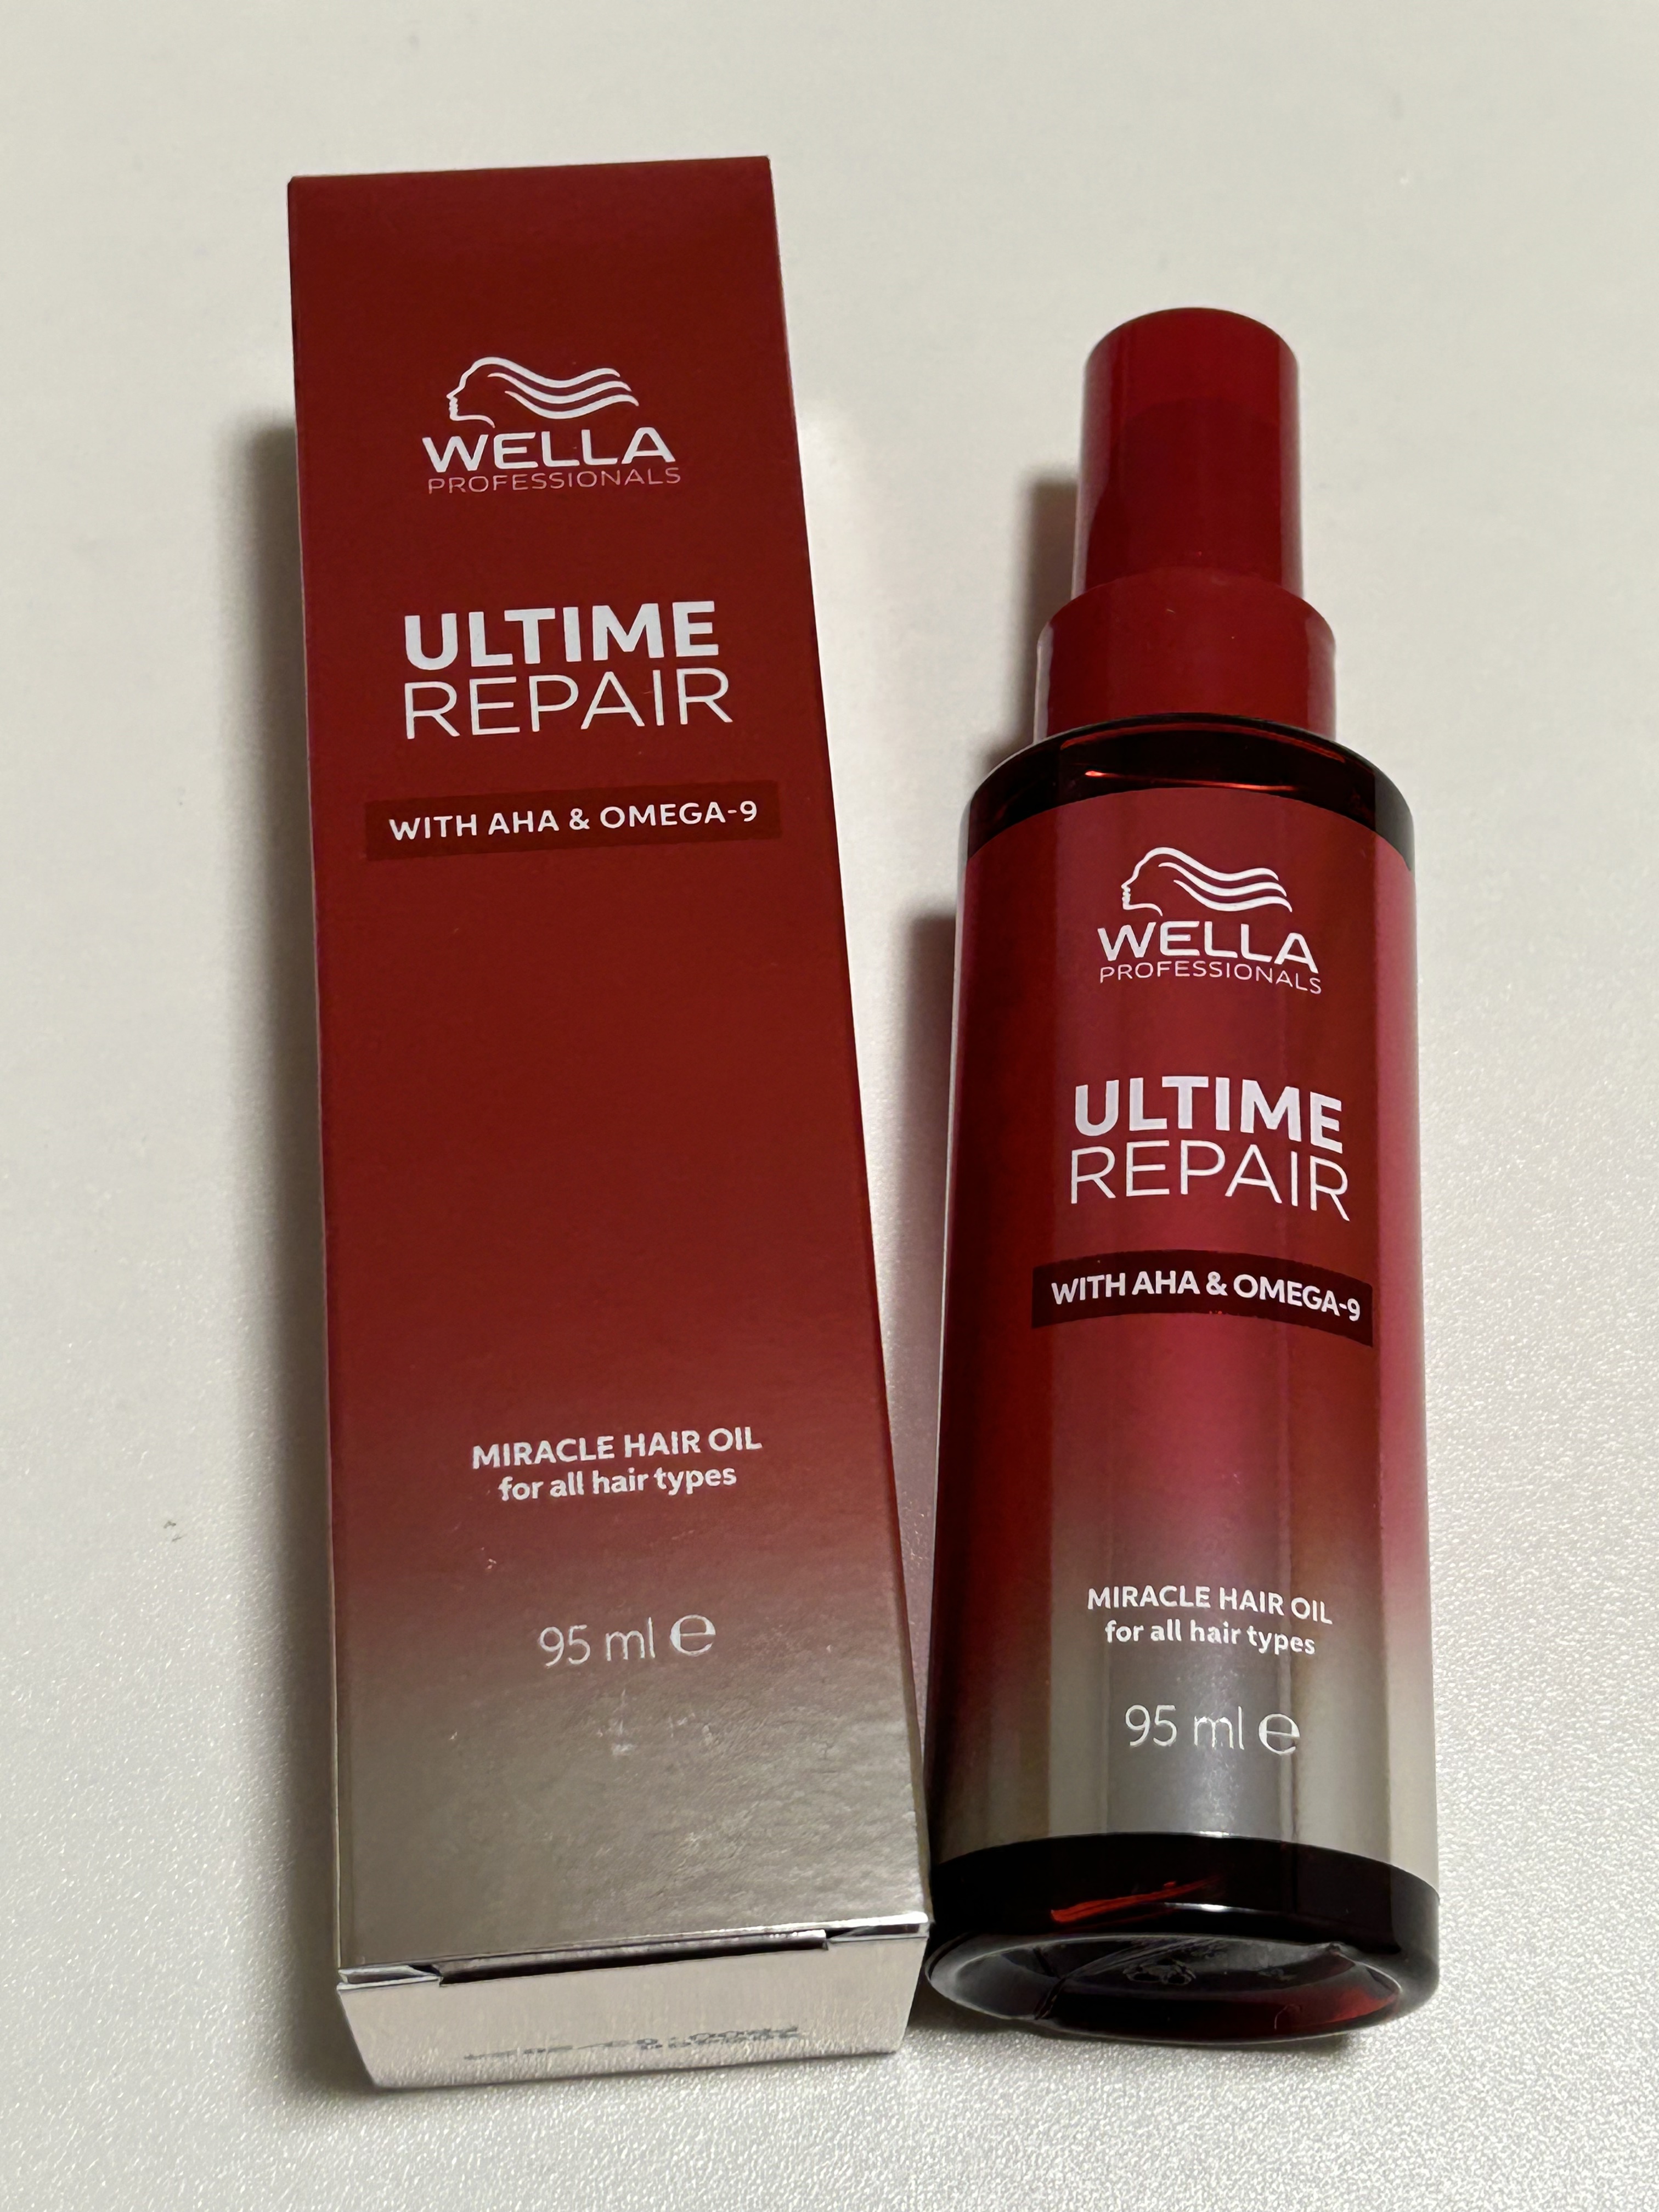 WELLA
PROFESSIONALS
ULTIME
REPAIR
WITH AHA & OMEGA-9
MIRACLE HAIR OIL
for all hair types
95 ml ℮
WELLA
PROFESSIONALS
ULTIME
REPAIR
WITH AHA & OMEGA-9
MIRACLE HAIR OIL
for all hair types
95 ml ℮